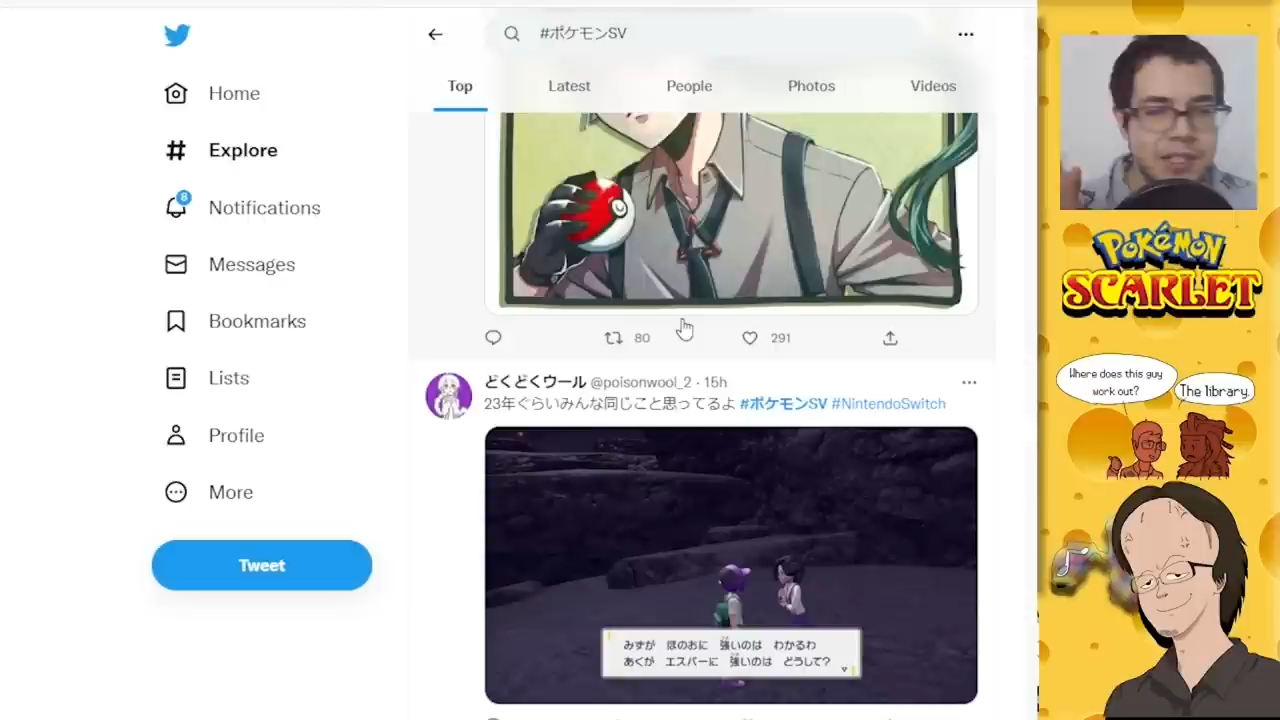 #ポケモンSV
Top
Latest
People
Photos
Videos
Home
Explore
8
Notifications
Messages
Bookmarks
Lists
Profile
More
Tweet
80
291
どくどくウール @poisonwool_2 · 15h
23年ぐらいみんな同じこと思ってるよ #ポケモンSV #NintendoSwitch
みずが ほのおに 強いのは わかるわ
あくが エスパーに 強いのは どうして?
POKÉMON
SCARLET
Where does this guy
work out?
The library.